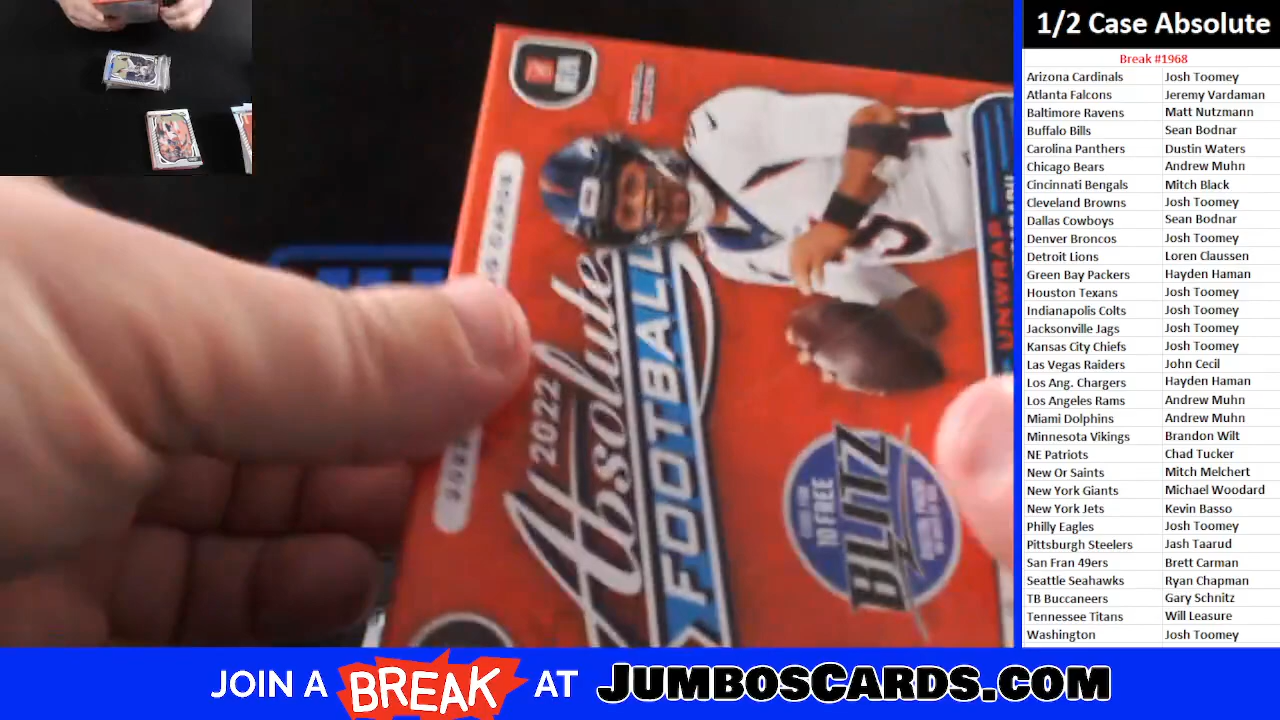 1/2 Case Absolute
Break #1968
Arizona Cardinals Josh Toomey
Atlanta Falcons Jeremy Vardaman
Baltimore Ravens Matt Nutzmann
Buffalo Bills Sean Bodnar
Carolina Panthers Dustin Waters
Chicago Bears Andrew Muhn
Cincinnati Bengals Mitch Black
Cleveland Browns Josh Toomey
Dallas Cowboys Sean Bodnar
Denver Broncos Josh Toomey
Detroit Lions Loren Claussen
Green Bay Packers Hayden Haman
Houston Texans Josh Toomey
Indianapolis Colts Josh Toomey
Jacksonville Jags Josh Toomey
Kansas City Chiefs Josh Toomey
Las Vegas Raiders John Cecil
Los Ang. Chargers Hayden Haman
Los Angeles Rams Andrew Muhn
Miami Dolphins Andrew Muhn
Minnesota Vikings Brandon Wilt
NE Patriots Chad Tucker
New Or Saints Mitch Melchert
New York Giants Michael Woodard
New York Jets Kevin Basso
Philly Eagles Josh Toomey
Pittsburgh Steelers Jash Taarud
San Fran 49ers Brett Carman
Seattle Seahawks Ryan Chapman
TB Buccaneers Gary Schnitz
Tennessee Titans Will Leasure
Washington Josh Toomey
2022
Absolute
FOOTBALL
CARDS
UNWRAP
10 FREE
BLITZ
JOIN A BREAK AT JUMBOSCARDS.COM